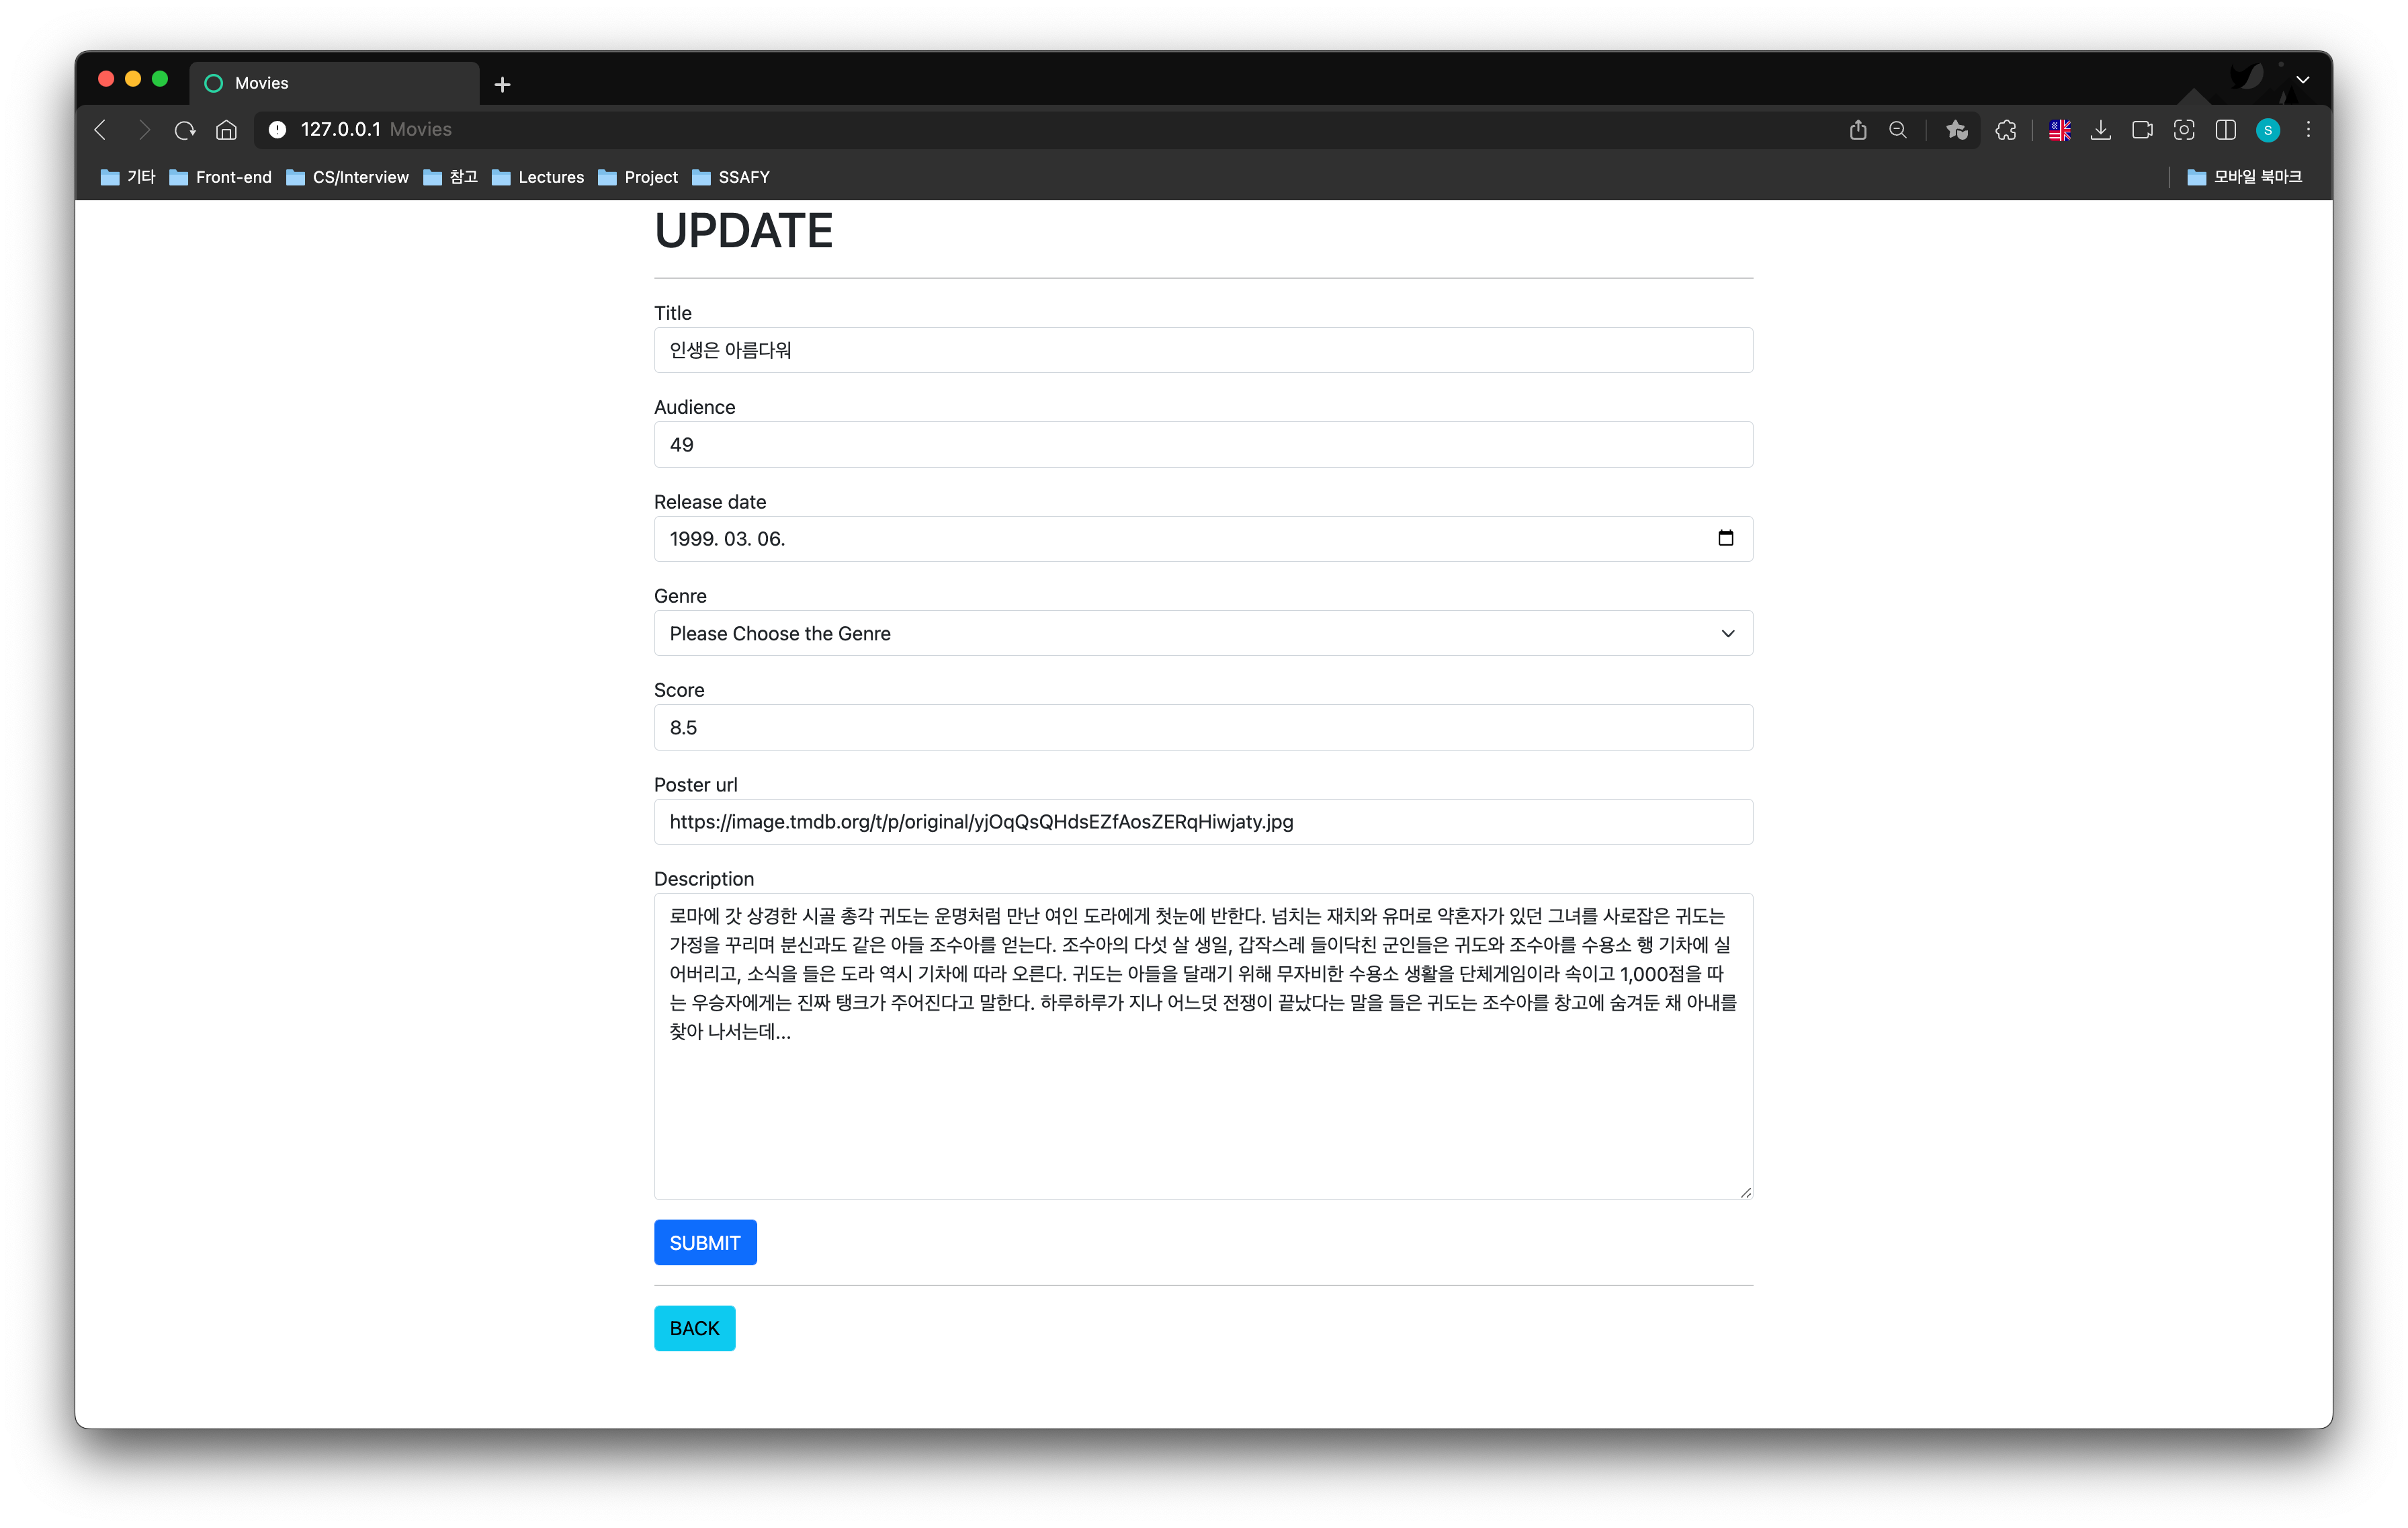 Movies
127.0.0.1 Movies
S
기타 Front-end CS/Interview 참고 Lectures Project SSAFY 모바일 북마크
UPDATE
Title
인생은 아름다워
Audience
49
Release date
1999. 03. 06.
Genre
Please Choose the Genre
Score
8.5
Poster url
https://image.tmdb.org/t/p/original/yjOqQsQHdsEZfAosZERqHiwjaty.jpg
Description
로마에 갓 상경한 시골 총각 귀도는 운명처럼 만난 여인 도라에게 첫눈에 반한다. 넘치는 재치와 유머로 약혼자가 있던 그녀를 사로잡은 귀도는
가정을 꾸리며 분신과도 같은 아들 조수아를 얻는다. 조수아의 다섯 살 생일, 갑작스레 들이닥친 군인들은 귀도와 조수아를 수용소 행 기차에 실
어버리고, 소식을 들은 도라 역시 기차에 따라 오른다. 귀도는 아들을 달래기 위해 무자비한 수용소 생활을 단체게임이라 속이고 1,000점을 따
는 우승자에게는 진짜 탱크가 주어진다고 말한다. 하루하루가 지나 어느덧 전쟁이 끝났다는 말을 들은 귀도는 조수아를 창고에 숨겨둔 채 아내를
찾아 나서는데...
SUBMIT
BACK